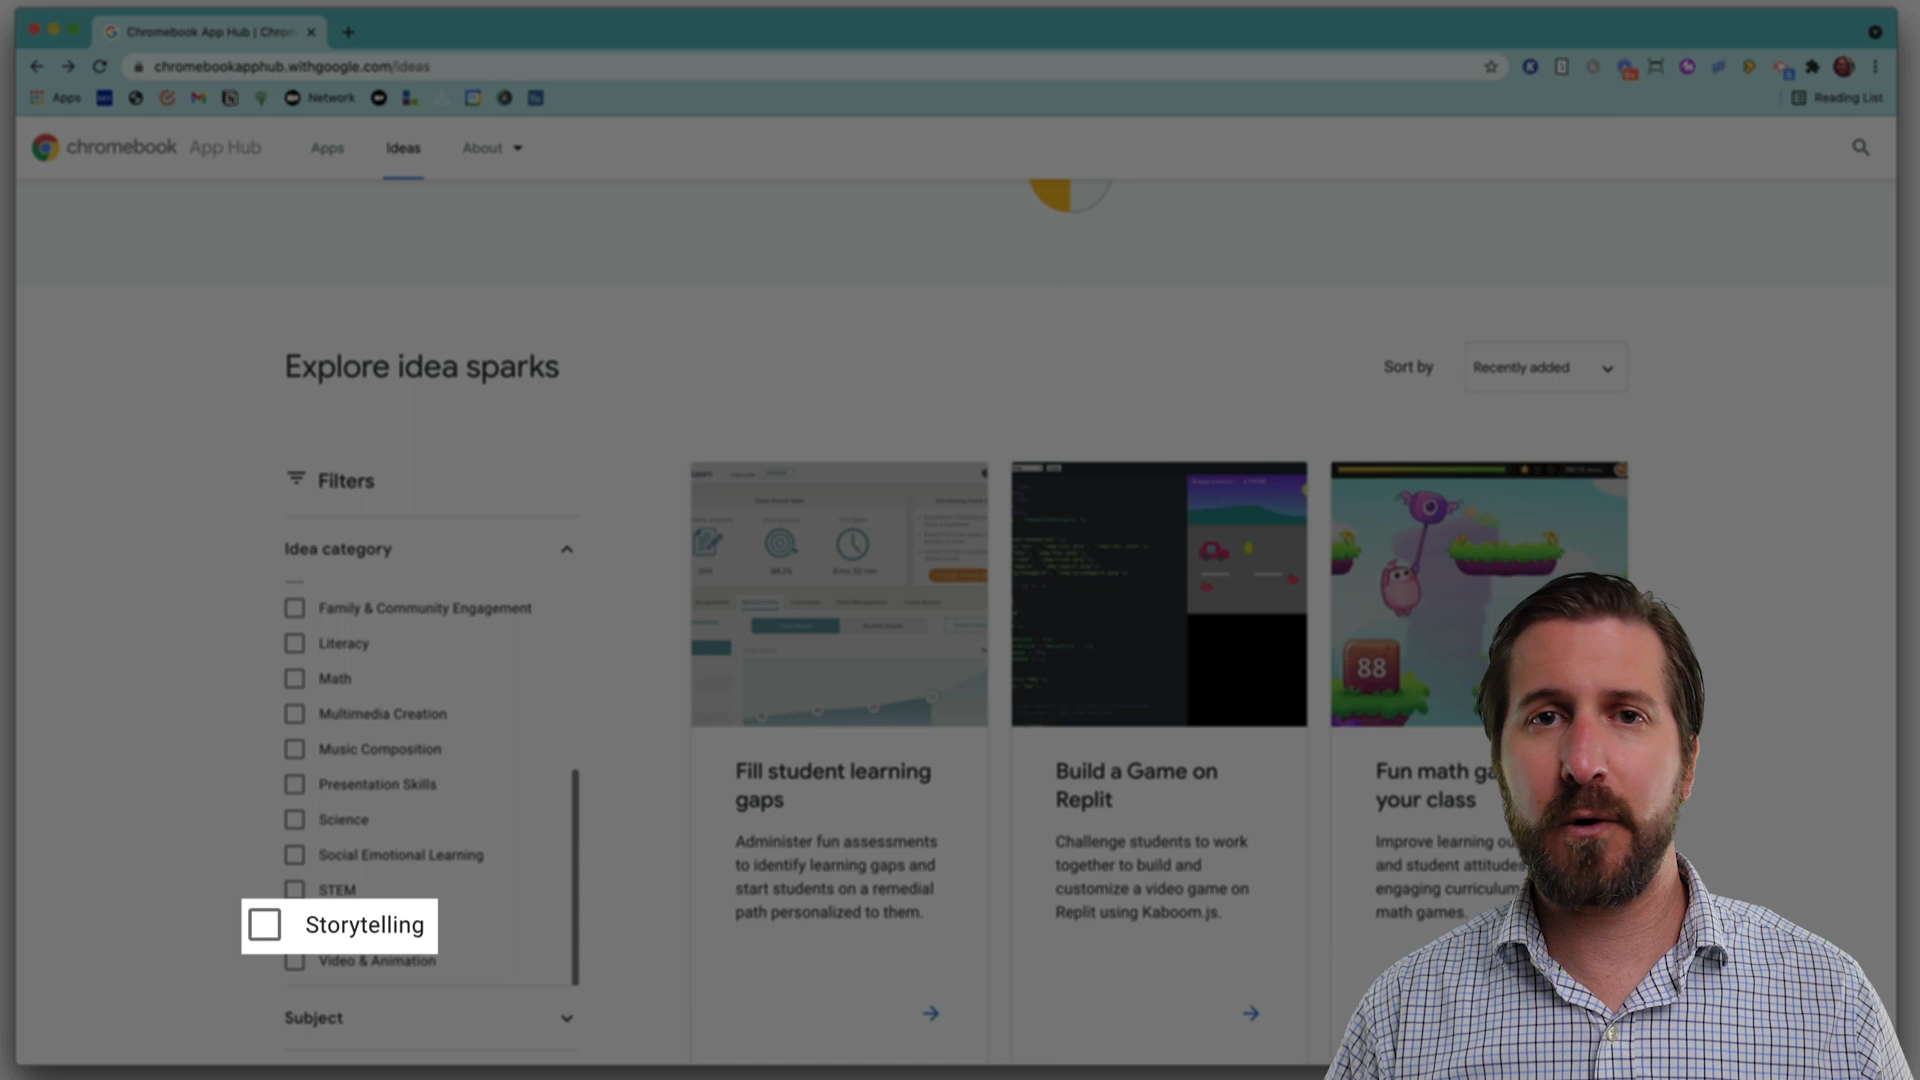 Chromebook App Hub | Chrom
chromebookapphub.withgoogle.com/ideas
Apps
Network
Reading List
chromebook App Hub
Apps
Ideas
About
Explore idea sparks
Sort by
Recently added
Filters
Idea category
Family & Community Engagement
Literacy
Math
Multimedia Creation
Music Composition
Presentation Skills
Science
Social Emotional Learning
STEM
Storytelling
Video & Animation
Subject
Fill student learning
gaps
Administer fun assessments
to identify learning gaps and
start students on a remedial
path personalized to them.
Build a Game on
Replit
Challenge students to work
together to build and
customize a video game on
Replit using Kaboom.js.
88
Fun math ga
your class
Improve learning ou
and student attitudes
engaging curriculum
math games.